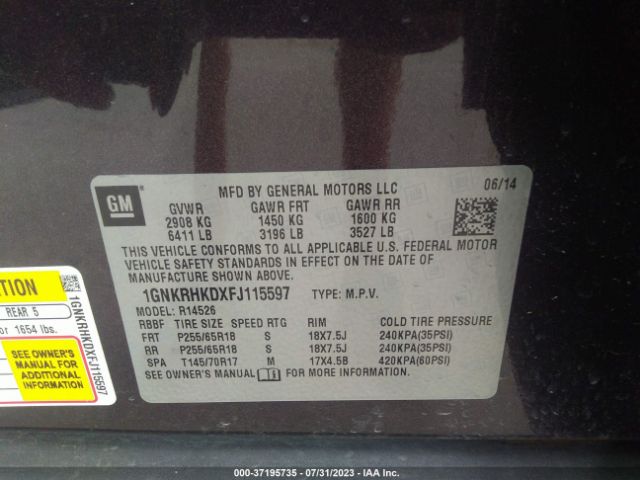 GM
MFD BY GENERAL MOTORS LLC 06/14
GVWR GAWR FRT GAWR RR
2908 KG 1450 KG 1600 KG
6411 LB 3196 LB 3527 LB
THIS VEHICLE CONFORMS TO ALL APPLICABLE U.S. FEDERAL MOTOR
VEHICLE SAFETY STANDARDS IN EFFECT ON THE DATE OF
MANUFACTURE SHOWN ABOVE.
1GNKRHKDXFJ115597 TYPE: M.P.V.
MODEL: R14526
RBBF TIRE SIZE SPEED RTG RIM COLD TIRE PRESSURE
FRT P255/65R18 S 18X7.5J 240KPA(35PSI)
RR P255/65R18 S 18X7.5J 240KPA(35PSI)
SPA T145/70R17 M 17X4.5B 420KPA(60PSI)
SEE OWNER'S MANUAL FOR MORE INFORMATION
REAR 5
or 1654 lbs.
SEE OWNER'S
MANUAL FOR
ADDITIONAL
INFORMATION
1GNKRHKDXFJ115597
000-37195735 - 07/31/2023 - IAA Inc.